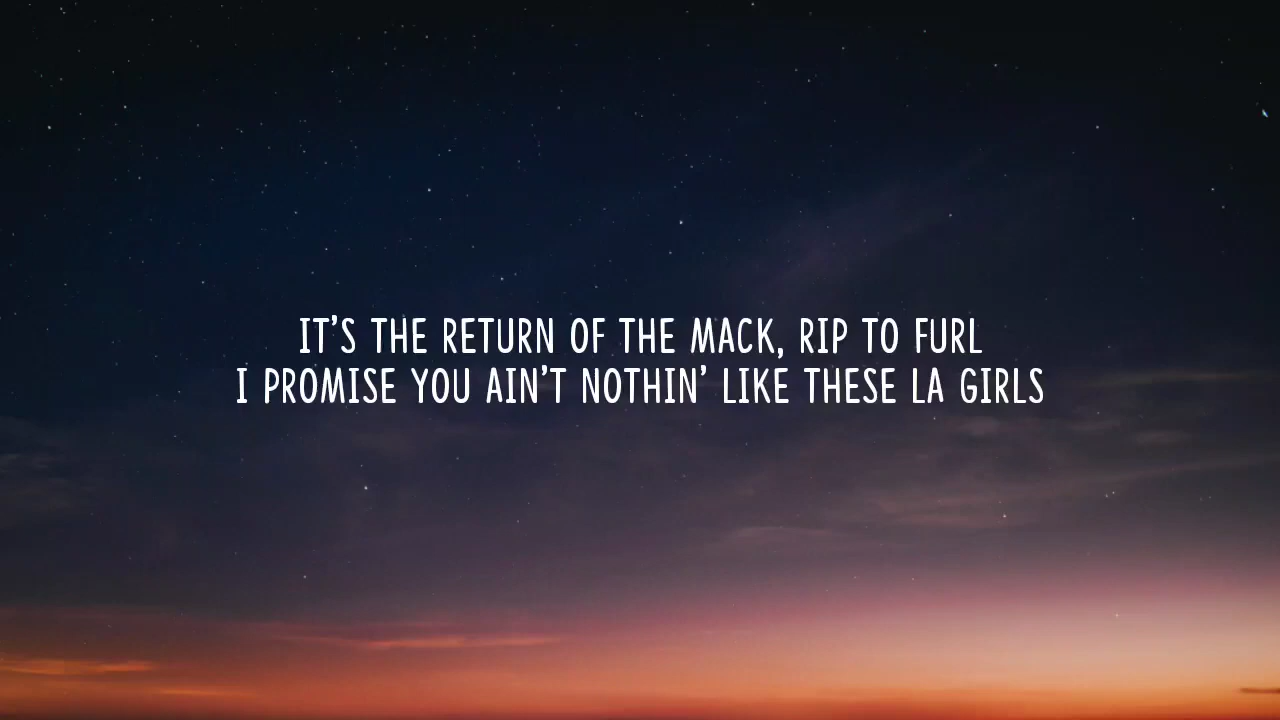 IT'S THE RETURN OF THE MACK, RIP TO FURL
I PROMISE YOU AIN'T NOTHIN' LIKE THESE LA GIRLS